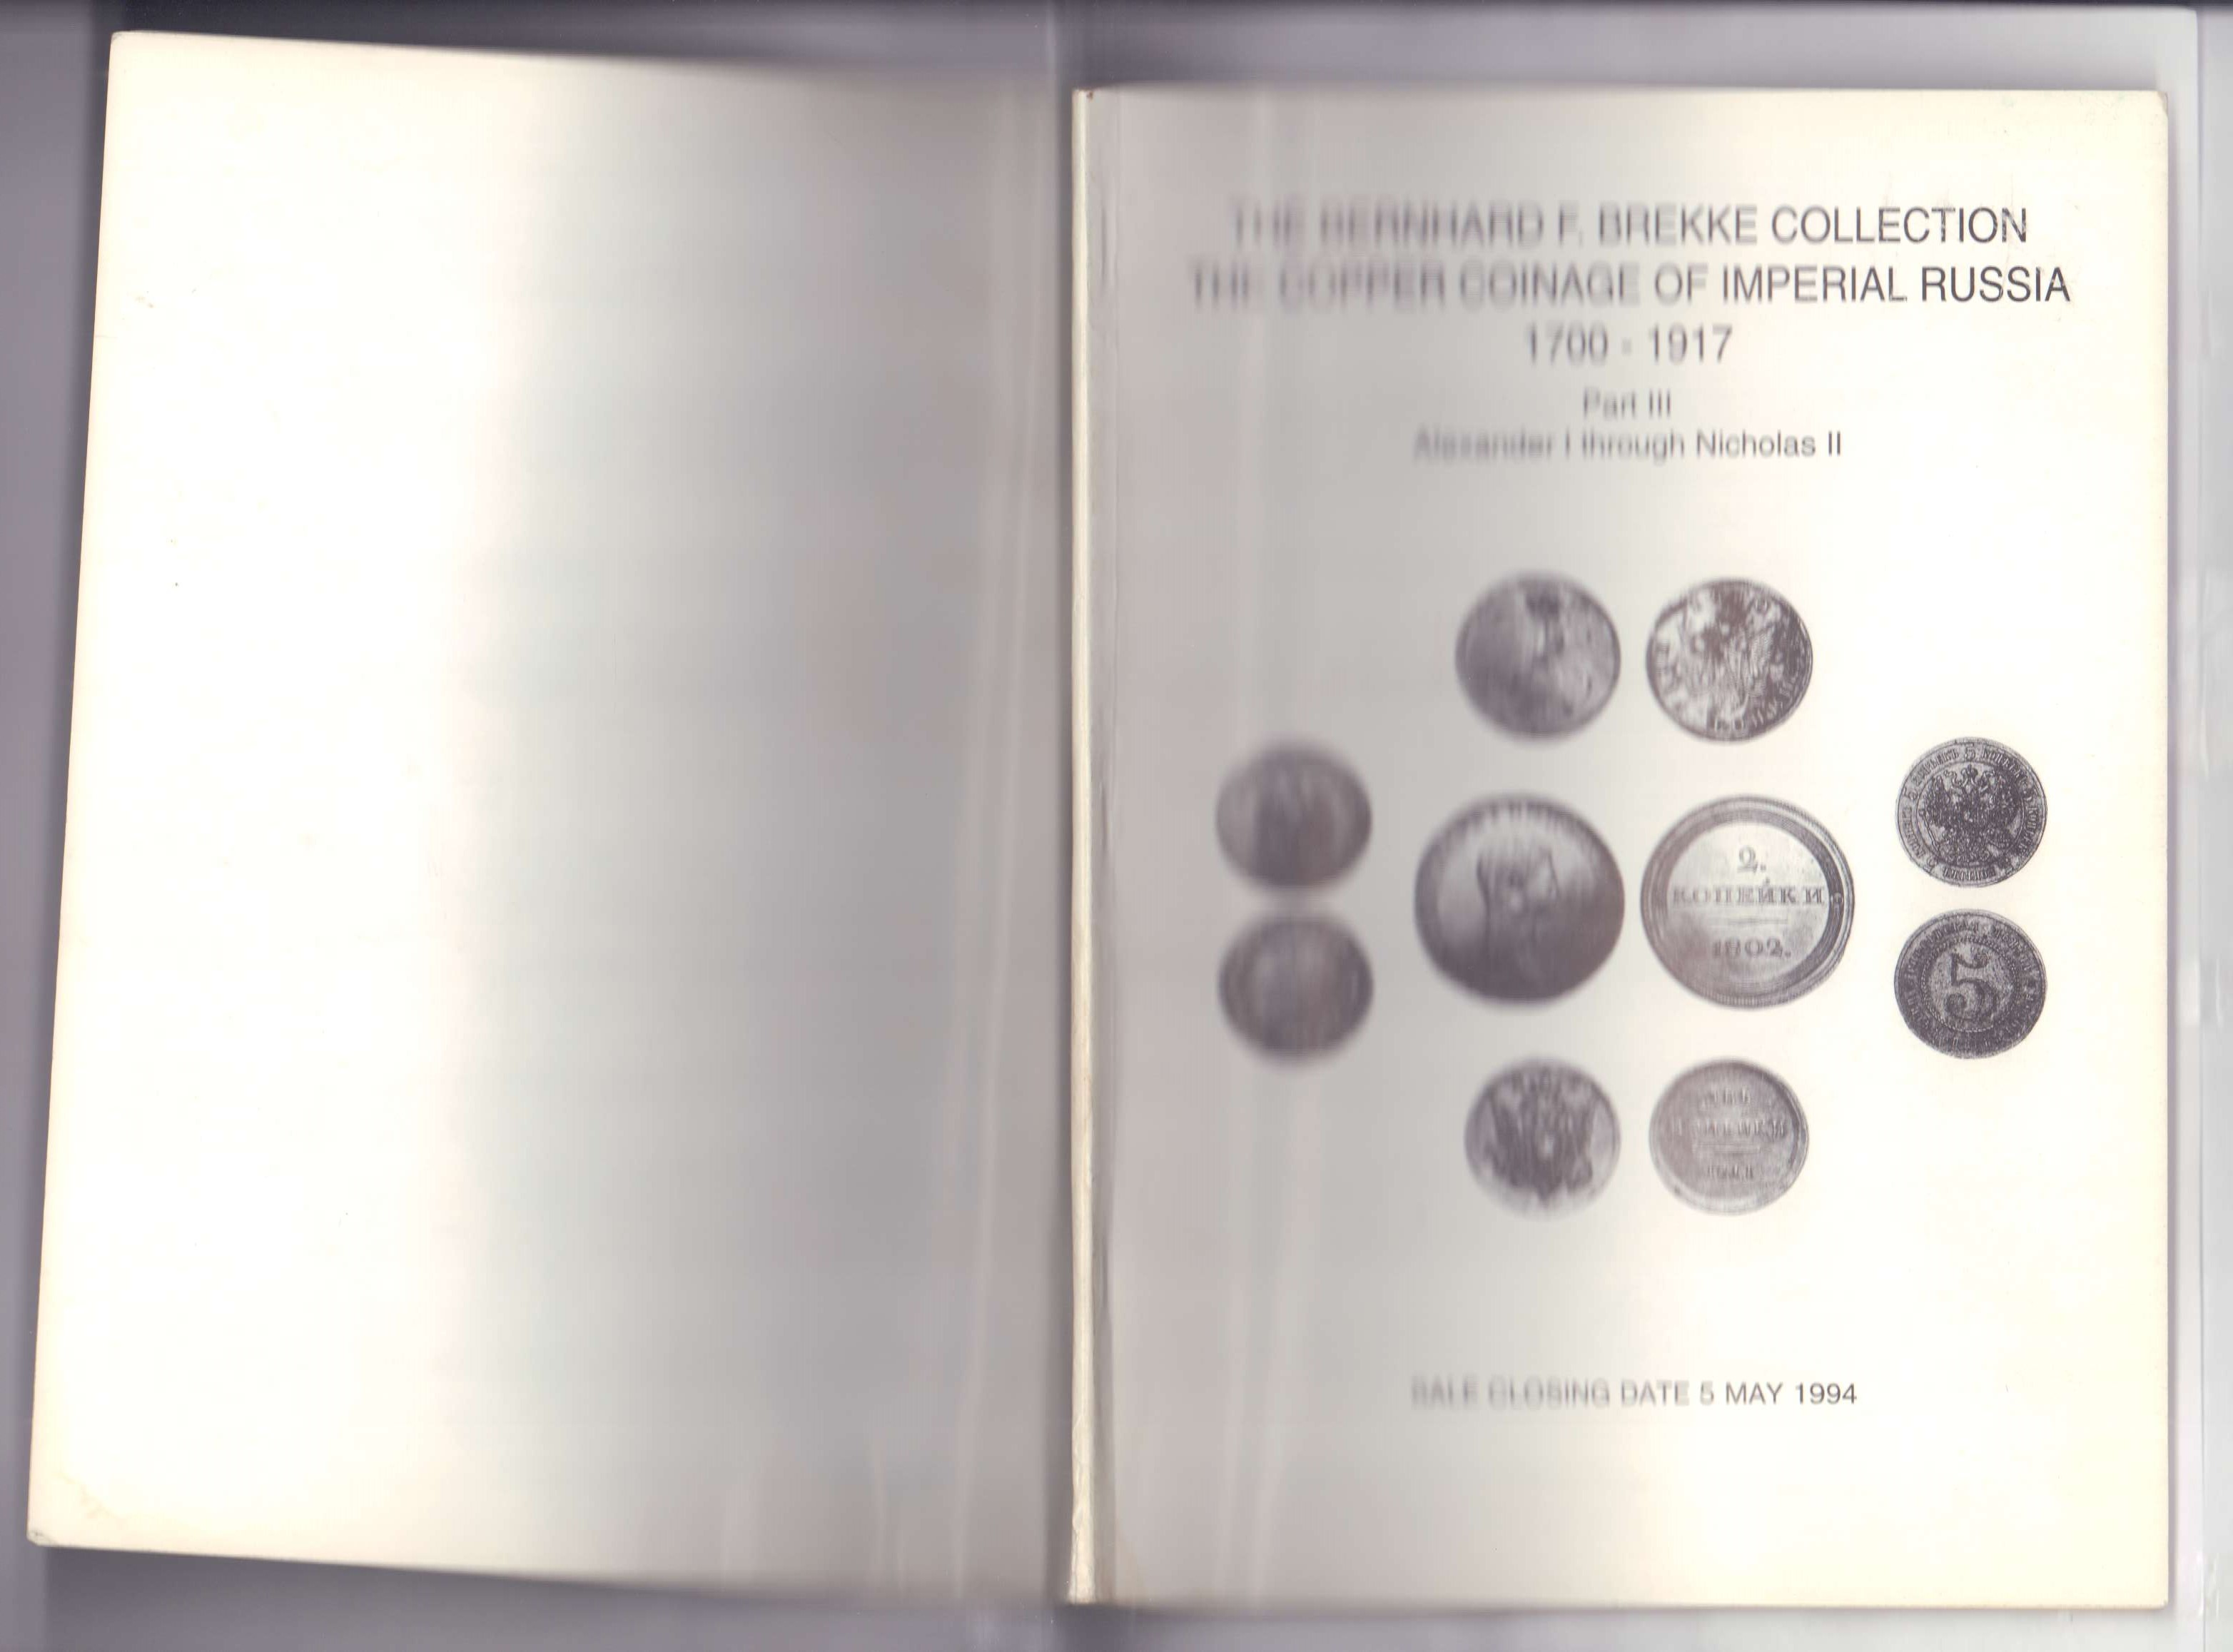 THE BERNHARD F. BREKKE COLLECTION
THE COPPER COINAGE OF IMPERIAL RUSSIA
1700 - 1917
Part III
Alexander I through Nicholas II
2.
КОПЕЙКИ
1802.
5
SALE CLOSING DATE 5 MAY 1994